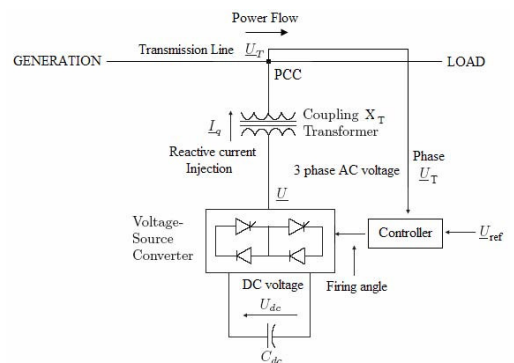 Power Flow
GENERATION
Transmission Line U_T
LOAD
PCC
I_q
Coupling X_T
Transformer
Reactive current
Injection
3 phase AC voltage
Phase
U_T
U
Voltage-
Source
Converter
Controller
U_ref
DC voltage
Firing angle
U_dc
C_dc